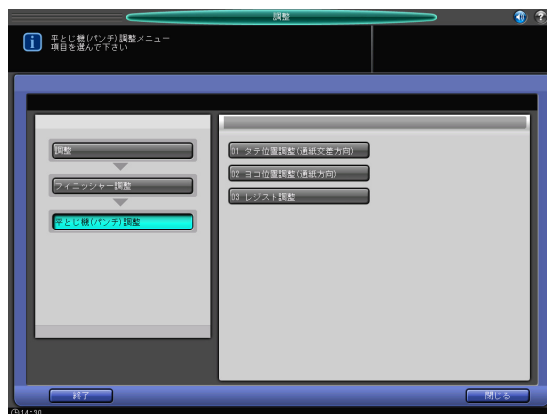 調整
平とじ機(パンチ)調整メニュー
項目を選んで下さい
調整
フィニッシャー調整
平とじ機(パンチ)調整
01 タテ位置調整(通紙交差方向)
02 ヨコ位置調整(通紙方向)
03 レジスト調整
終了
閉じる
14:30